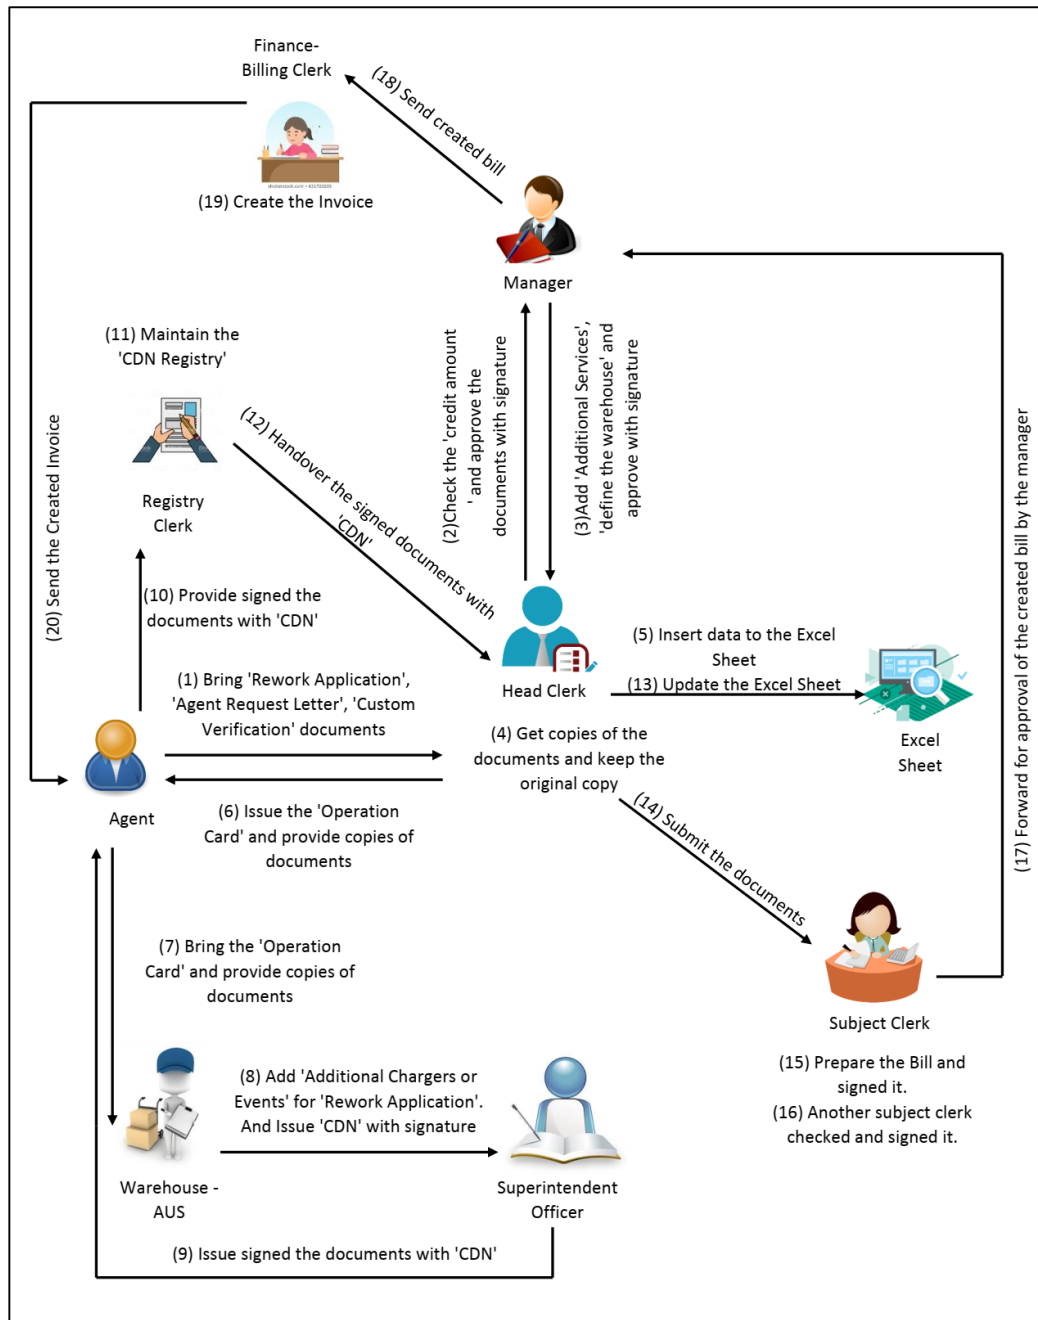 Finance-
Billing Clerk
(18) Send created bill
shutterstock.com • 631720259
(19) Create the Invoice
Manager
(11) Maintain the
'CDN Registry'
Registry
Clerk
(12) Handover the signed documents with
'CDN'
(2)Check the 'credit amount
' and approve the
documents with signature
(3)Add 'Additional Services',
'define the warehouse' and
approve with signature
(20) Send the Created Invoice
(17) Forward for approval of the created bill by the manager
(10) Provide signed the
documents with 'CDN'
(1) Bring 'Rework Application',
'Agent Request Letter', 'Custom
Verification' documents
Head Clerk
(5) Insert data to the Excel
Sheet
(13) Update the Excel Sheet
Excel
Sheet
(4) Get copies of the
documents and keep the
original copy
Agent
(6) Issue the 'Operation
Card' and provide copies of
documents
(14) Submit the documents
(7) Bring the 'Operation
Card' and provide copies of
documents
Subject Clerk
(15) Prepare the Bill and
signed it.
(16) Another subject clerk
checked and signed it.
(8) Add 'Additional Chargers or
Events' for 'Rework Application'.
And Issue 'CDN' with signature
Warehouse -
AUS
Superintendent
Officer
(9) Issue signed the documents with 'CDN'